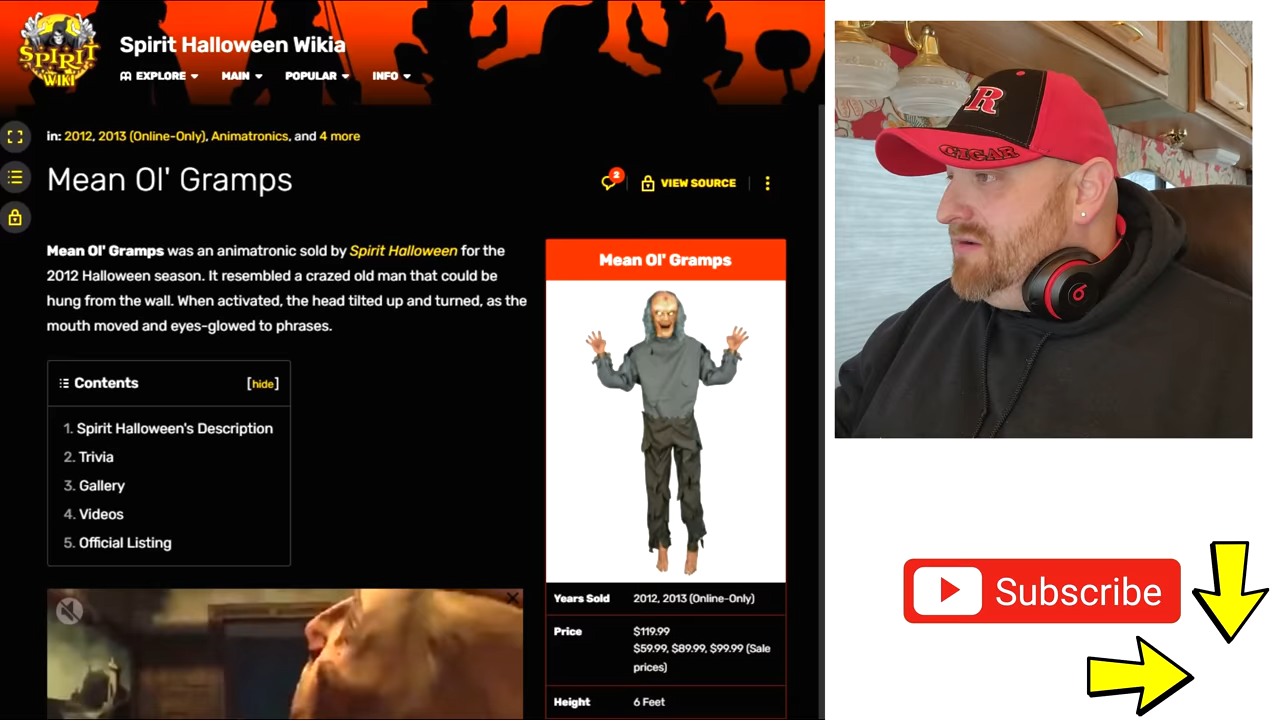 SPIRIT
WIKI
Spirit Halloween Wikia
EXPLORE MAIN POPULAR INFO
in: 2012, 2013 (Online-Only), Animatronics, and 4 more
Mean Ol' Gramps
2
VIEW SOURCE
Mean Ol' Gramps was an animatronic sold by Spirit Halloween for the
2012 Halloween season. It resembled a crazed old man that could be
hung from the wall. When activated, the head tilted up and turned, as the
mouth moved and eyes-glowed to phrases.
Contents [hide]
1. Spirit Halloween's Description
2. Trivia
3. Gallery
4. Videos
5. Official Listing
Mean Ol' Gramps
Years Sold 2012, 2013 (Online-Only)
Price $119.99
$59.99, $89.99, $99.99 (Sale
prices)
Height 6 Feet
R
CIGAR
b
Subscribe